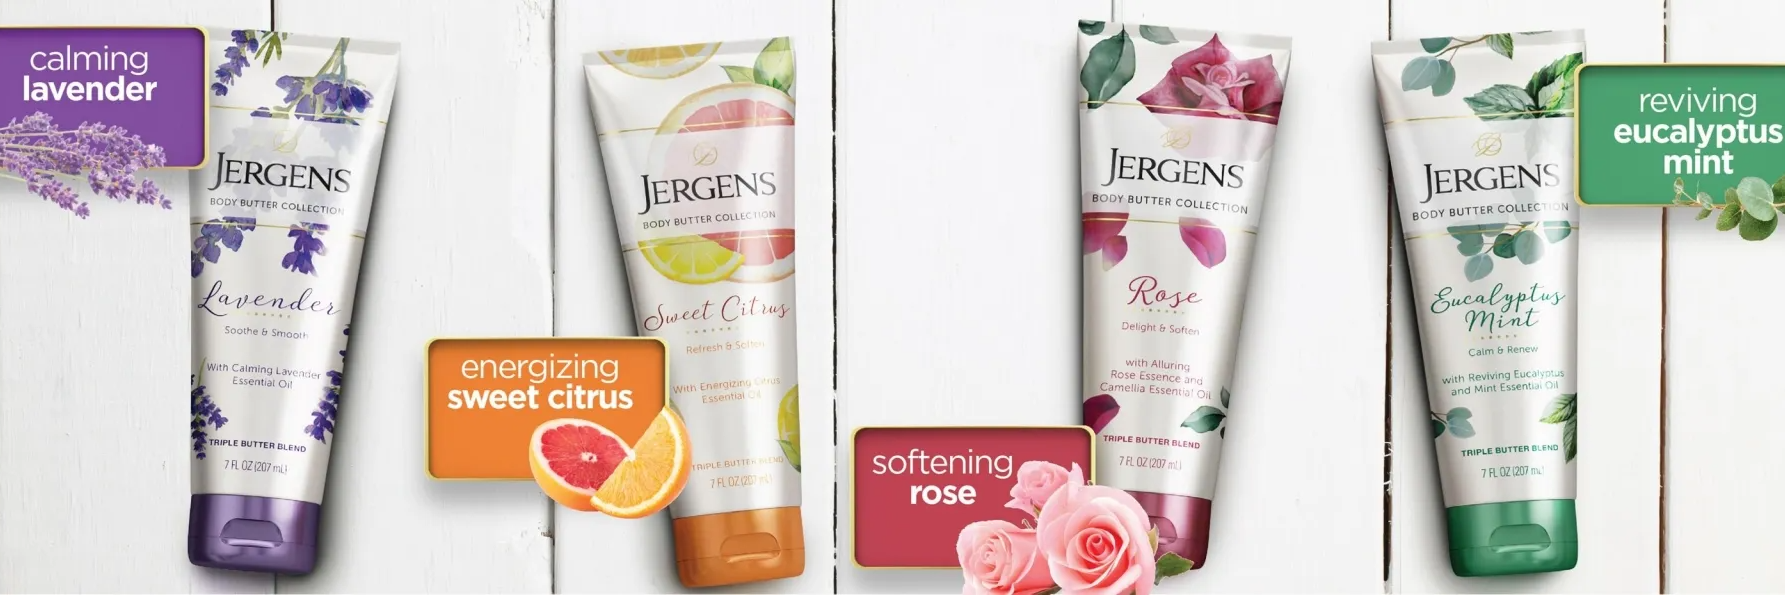 calming
lavender
JERGENS
BODY BUTTER COLLECTION
Lavender
Soothe & Smooth
With Calming Lavender
Essential Oil
TRIPLE BUTTER BLEND
7 FL OZ (207 mL)
energizing
sweet citrus
JERGENS
BODY BUTTER COLLECTION
Sweet Citrus
Refresh & Soften
With Energizing Citrus
Essential Oil
TRIPLE BUTTER BLEND
7 FL OZ (207 mL)
softening
rose
JERGENS
BODY BUTTER COLLECTION
Rose
Delight & Soften
with Alluring
Rose Essence and
Camellia Essential Oil
TRIPLE BUTTER BLEND
7 FL OZ (207 mL)
reviving
eucalyptus
mint
JERGENS
BODY BUTTER COLLECTION
Eucalyptus
Mint
Calm & Renew
with Reviving Eucalyptus
and Mint Essential Oil
TRIPLE BUTTER BLEND
7 FL OZ (207 mL)